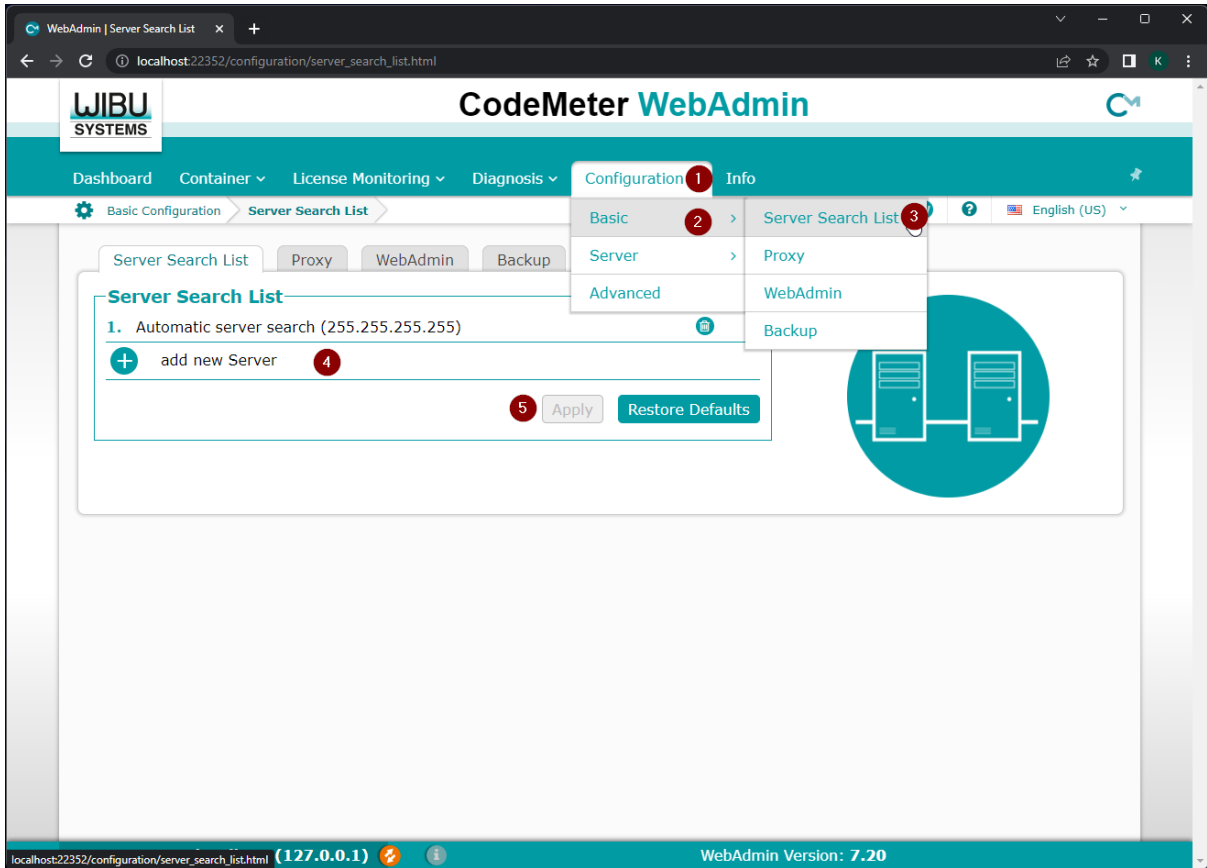 WebAdmin | Server Search List
localhost:22352/configuration/server_search_list.html
K
WIBU
SYSTEMS
CodeMeter WebAdmin
CM
Dashboard Container License Monitoring Diagnosis Configuration 1 Info
Basic Configuration Server Search List
English (US)
Basic 2
Server
Advanced
Server Search List 3
Proxy
WebAdmin
Backup
Server Search List Proxy WebAdmin Backup
Server Search List
1. Automatic server search (255.255.255.255)
add new Server 4
5 Apply Restore Defaults
localhost:22352/configuration/server_search_list.html
(127.0.0.1)
WebAdmin Version: 7.20